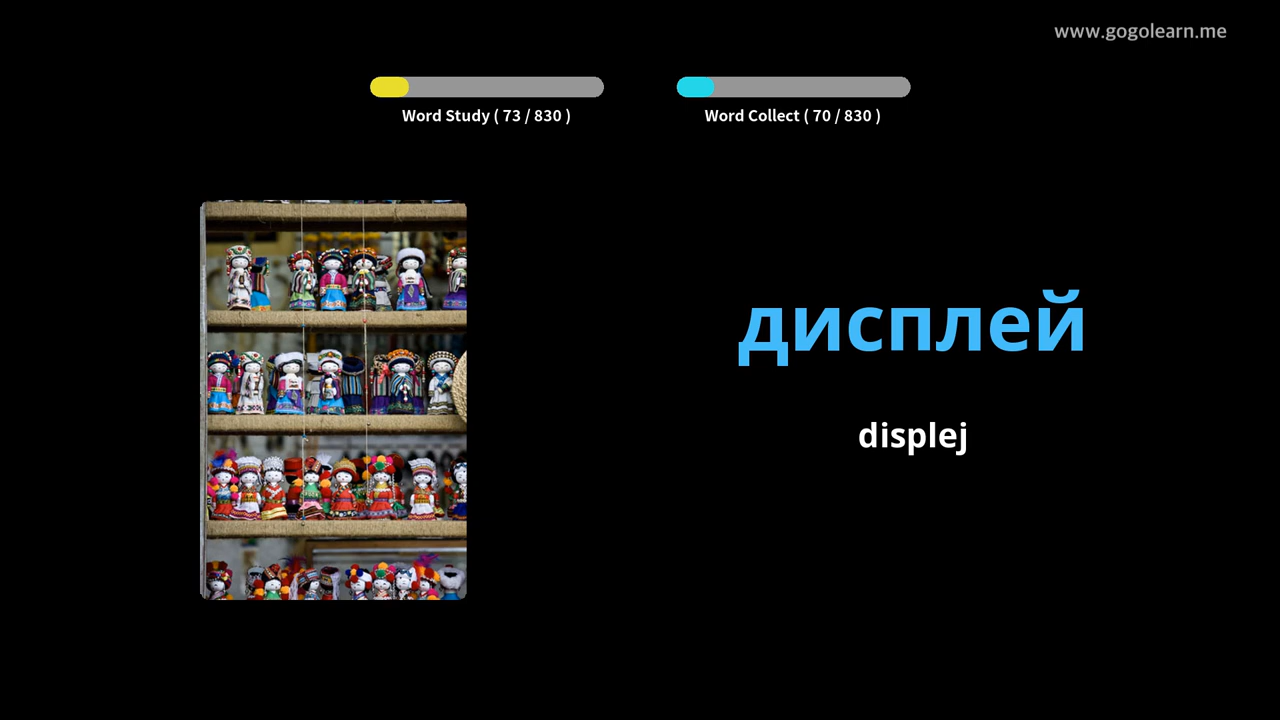 www.gogolearn.me
Word Study ( 73 / 830 )
Word Collect ( 70 / 830 )
дисплей
displej